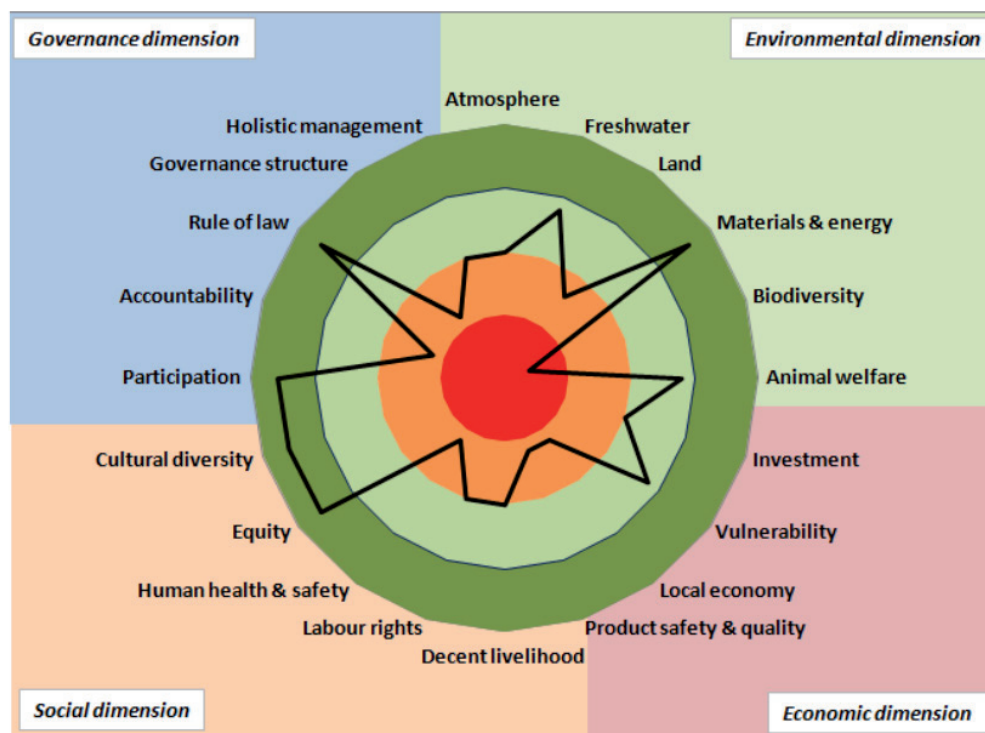 Governance dimension
Environmental dimension
Atmosphere
Holistic management
Freshwater
Governance structure
Land
Rule of law
Materials & energy
Accountability
Biodiversity
Participation
Animal welfare
Cultural diversity
Investment
Equity
Vulnerability
Human health & safety
Local economy
Labour rights
Product safety & quality
Decent livelihood
Social dimension
Economic dimension